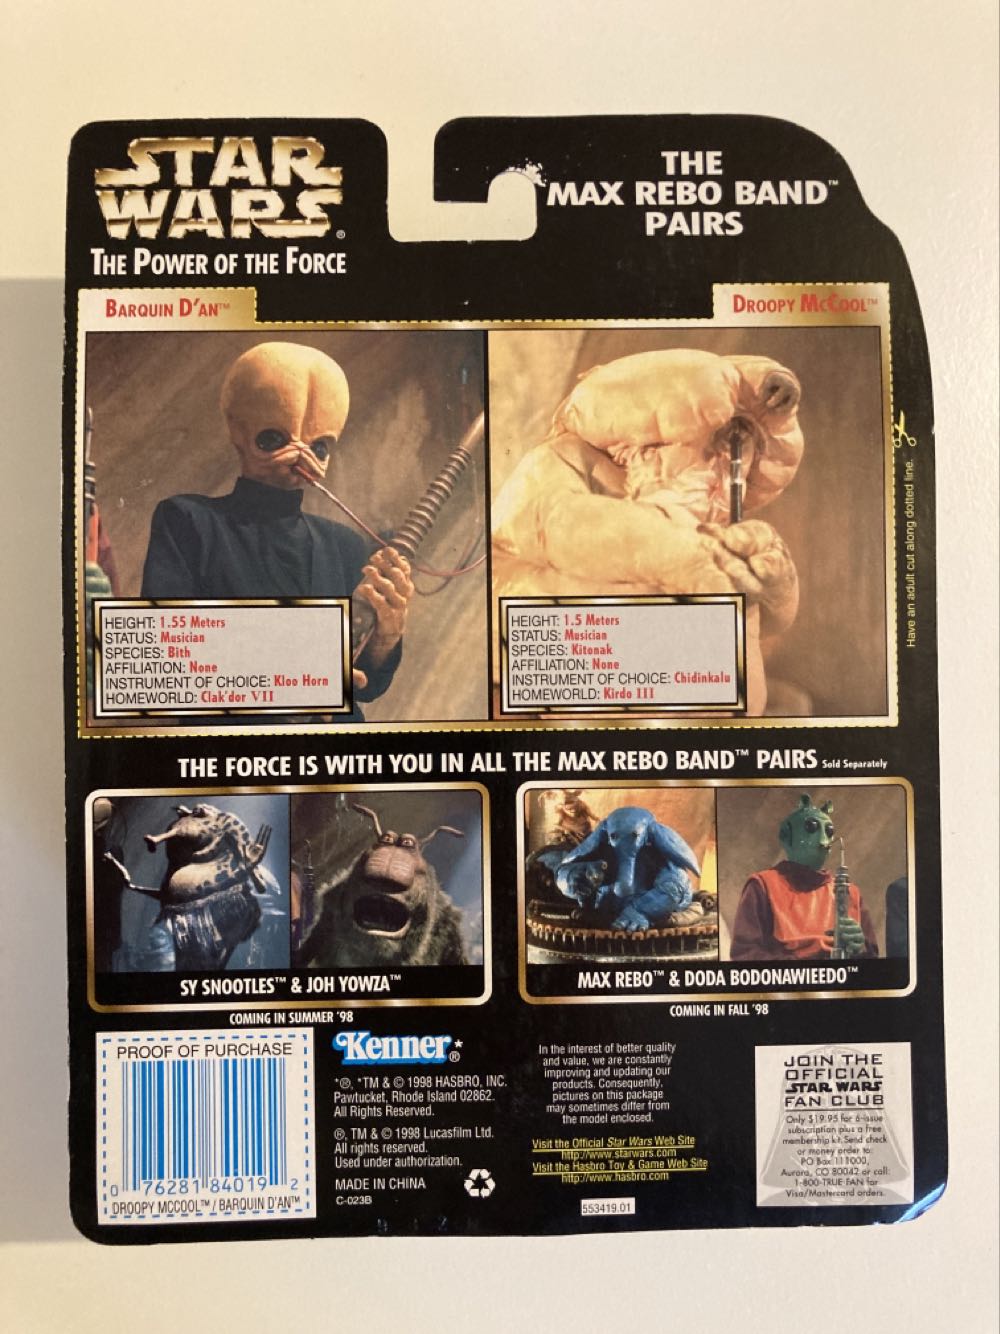 STAR
WARS®
THE POWER OF THE FORCE
THE
MAX REBO BAND™
PAIRS
BARQUIN D'AN™
DROOPY MCCOOL™
HEIGHT: 1.55 Meters
STATUS: Musician
SPECIES: Bith
AFFILIATION: None
INSTRUMENT OF CHOICE: Kloo Horn
HOMEWORLD: Clak'dor VII
HEIGHT: 1.5 Meters
STATUS: Musician
SPECIES: Kitonak
AFFILIATION: None
INSTRUMENT OF CHOICE: Chidinkalu
HOMEWORLD: Kirdo III
Have an adult cut along dotted line.
THE FORCE IS WITH YOU IN ALL THE MAX REBO BAND™ PAIRS Sold Separately
SY SNOOTLES™ & JOH YOWZA™
COMING IN SUMMER '98
MAX REBO™ & DODA BODONAWIEEDO™
COMING IN FALL '98
PROOF OF PURCHASE
0 76281 84019 2
DROOPY MCCOOL™/BARQUIN D'AN™
Kenner®*
*®, *TM & © 1998 HASBRO, INC.
Pawtucket, Rhode Island 02862.
All Rights Reserved.
®, TM & © 1998 Lucasfilm Ltd.
All rights reserved.
Used under authorization.
MADE IN CHINA
C-023B
In the interest of better quality
and value, we are constantly
improving and updating our
products. Consequently,
pictures on this package
may sometimes differ from
the model enclosed.
Visit the Official Star Wars Web Site
http://www.starwars.com
Visit the Hasbro Toy & Game Web Site
http://www.hasbro.com
553419.01
JOIN THE
OFFICIAL
STAR WARS
FAN CLUB
Only $19.95 for 6-issue
subscription plus a free
membership kit. Send check
or money order to:
PO Box 111000,
Aurora, CO 80042 or call:
1-800-TRUE FAN for
Visa/Mastercard orders.